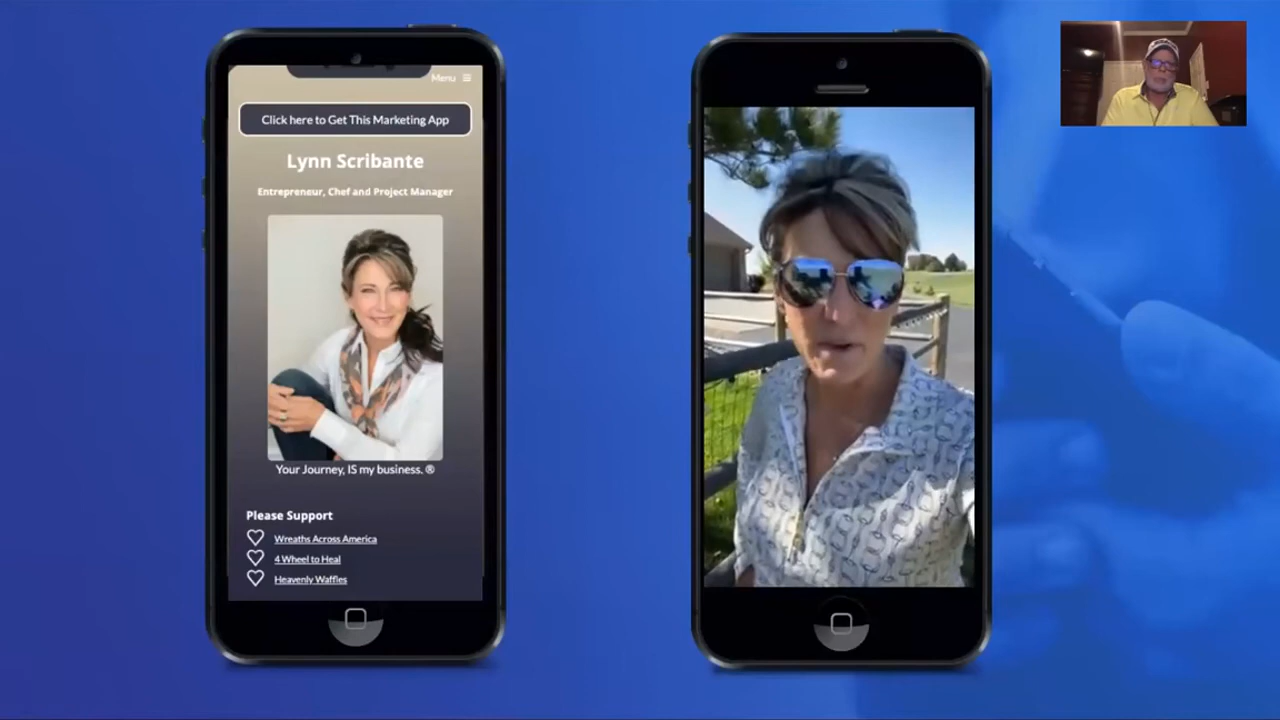 Menu
Click here to Get This Marketing App
Lynn Scribante
Entrepreneur, Chef and Project Manager
Your Journey, IS my business. ®
Please Support
Wreaths Across America
4 Wheel to Heal
Heavenly Waffles